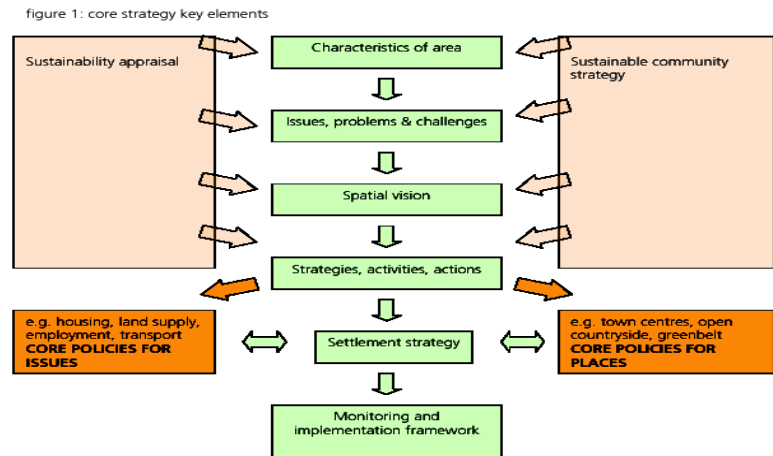 figure 1: core strategy key elements
Sustainability appraisal
Characteristics of area
Sustainable community
strategy
Issues, problems & challenges
Spatial vision
Strategies, activities, actions
e.g. housing, land supply,
employment, transport
CORE POLICIES FOR
ISSUES
Settlement strategy
e.g. town centres, open
countryside, greenbelt
CORE POLICIES FOR
PLACES
Monitoring and
implementation framework